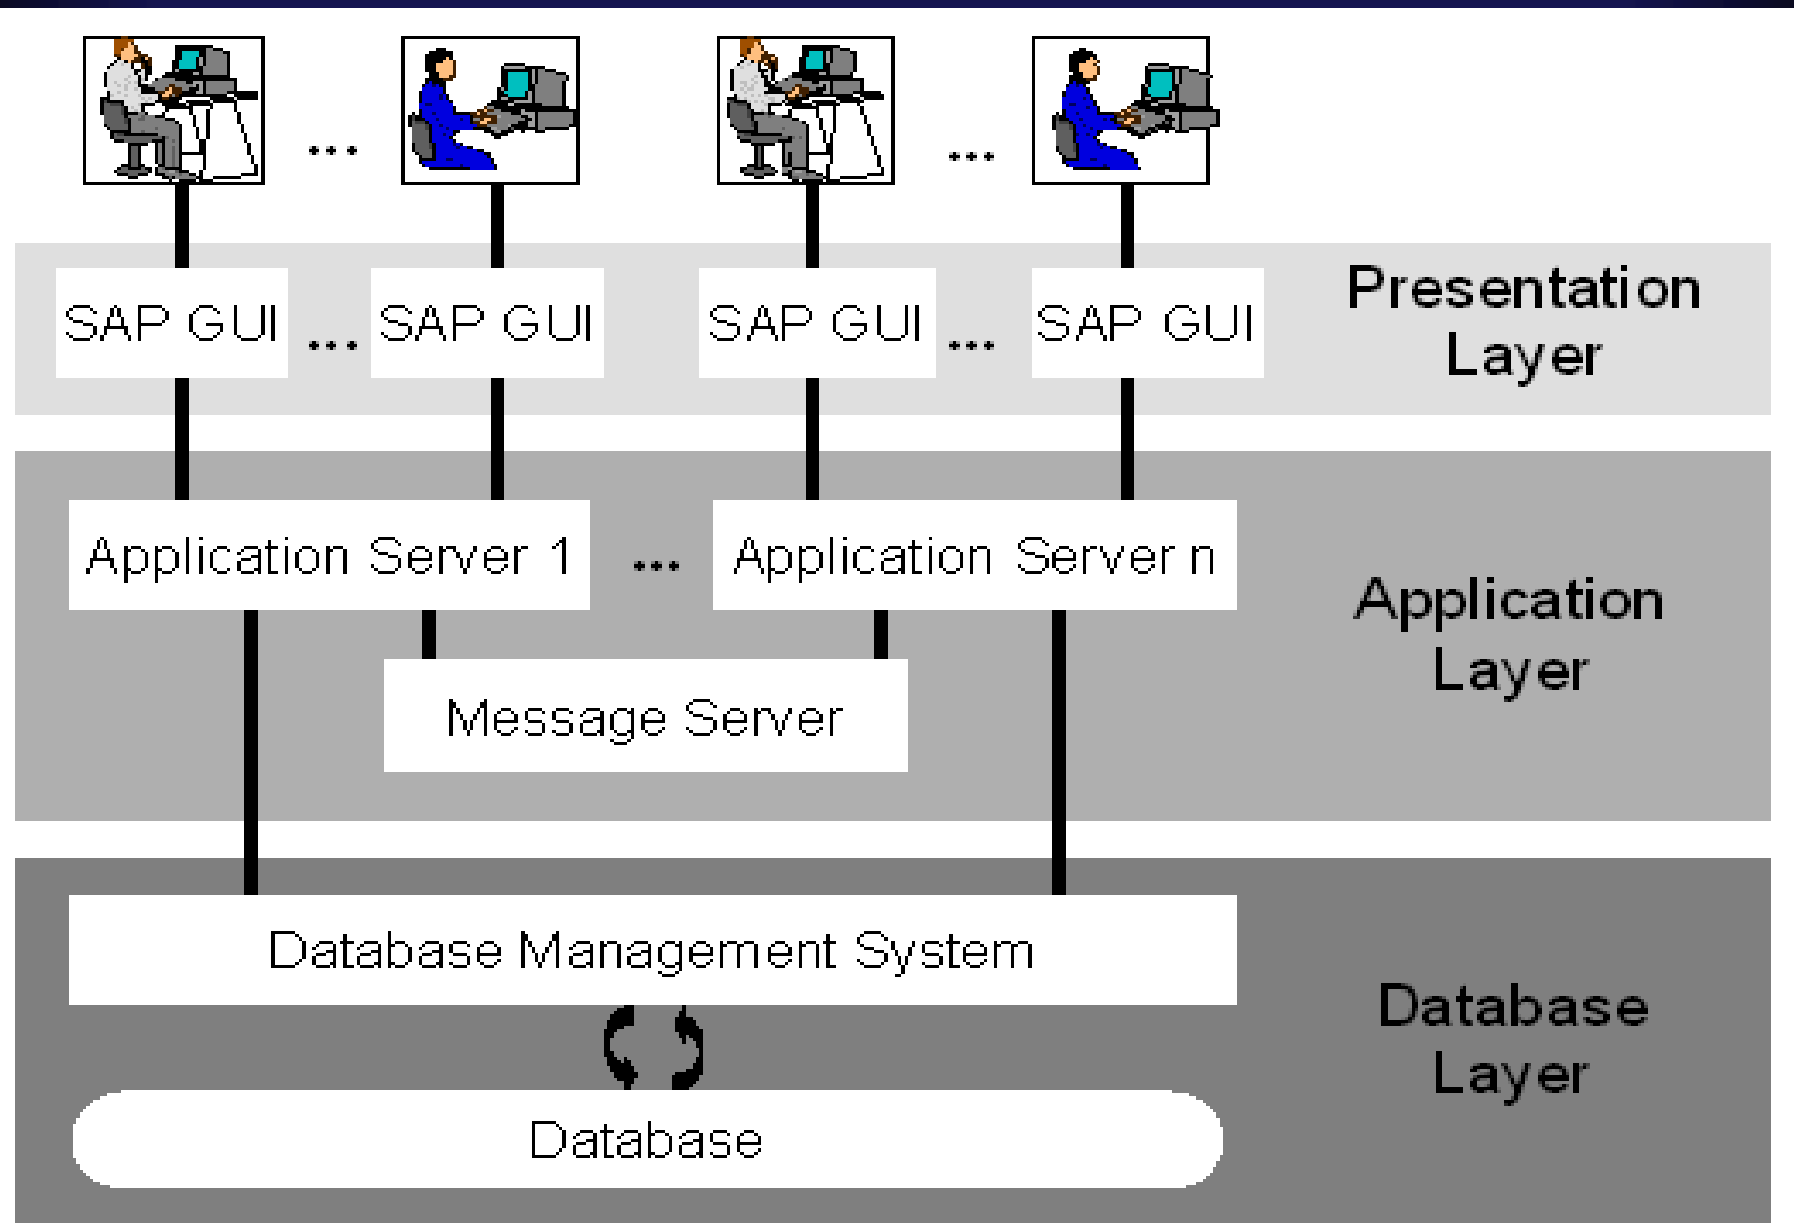 ... ...
SAP GUI ... SAP GUI SAP GUI ... SAP GUI
Presentation
Layer
Application Server 1 ... Application Server n
Application
Layer
Message Server
Database Management System
Database
Layer
Database